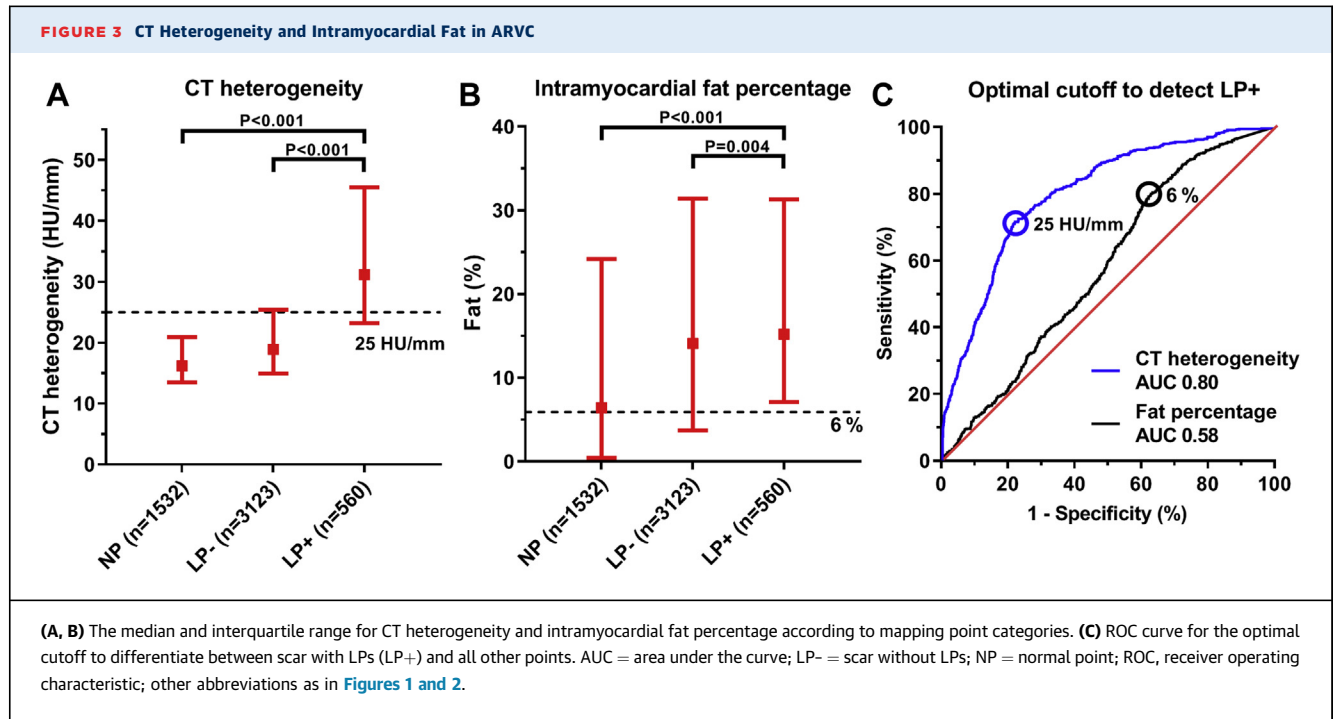 FIGURE 3 CT Heterogeneity and Intramyocardial Fat in ARVC
A
CT heterogeneity
P<0.001
P<0.001
CT heterogeneity (HU/mm)
50
40
30
20
10
0
25 HU/mm
NP (n=1532)
LP- (n=3123)
LP+ (n=560)
B
Intramyocardial fat percentage
P<0.001
P=0.004
Fat (%)
40
30
20
10
0
6 %
NP (n=1532)
LP- (n=3123)
LP+ (n=560)
C
Optimal cutoff to detect LP+
Sensitivity (%)
100
80
60
40
20
0
25 HU/mm
6 %
CT heterogeneity
AUC 0.80
Fat percentage
AUC 0.58
0 20 40 60 80 100
1 - Specificity (%)
(A, B) The median and interquartile range for CT heterogeneity and intramyocardial fat percentage according to mapping point categories. (C) ROC curve for the optimal
cutoff to differentiate between scar with LPs (LP+) and all other points. AUC = area under the curve; LP- = scar without LPs; NP = normal point; ROC, receiver operating
characteristic; other abbreviations as in Figures 1 and 2.